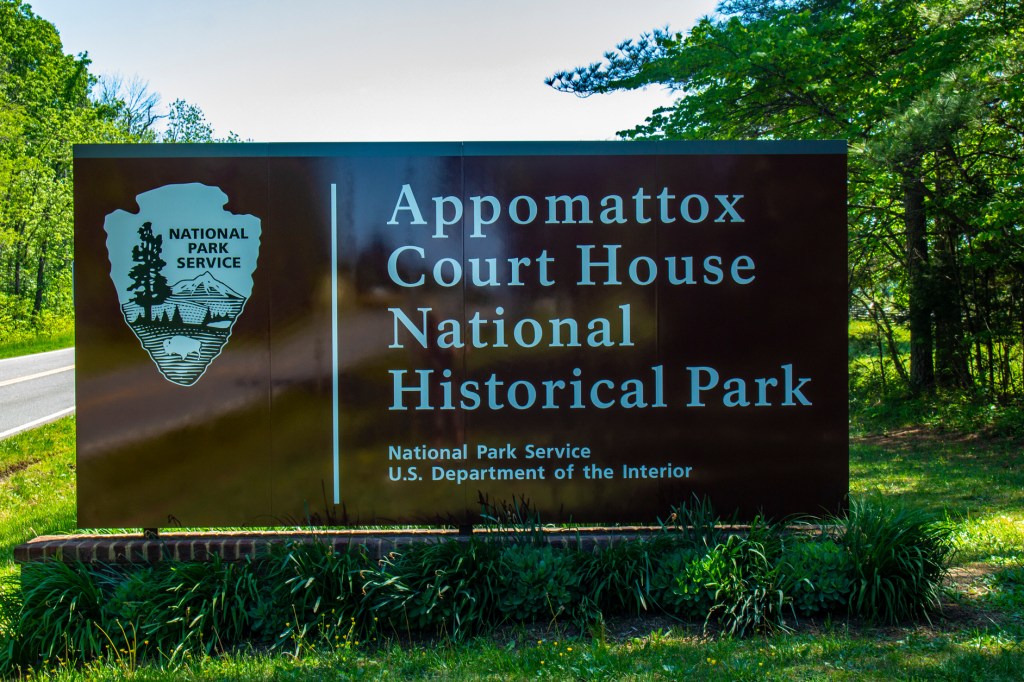 NATIONAL
PARK
SERVICE
Appomattox
Court House
National
Historical Park
National Park Service
U.S. Department of the Interior